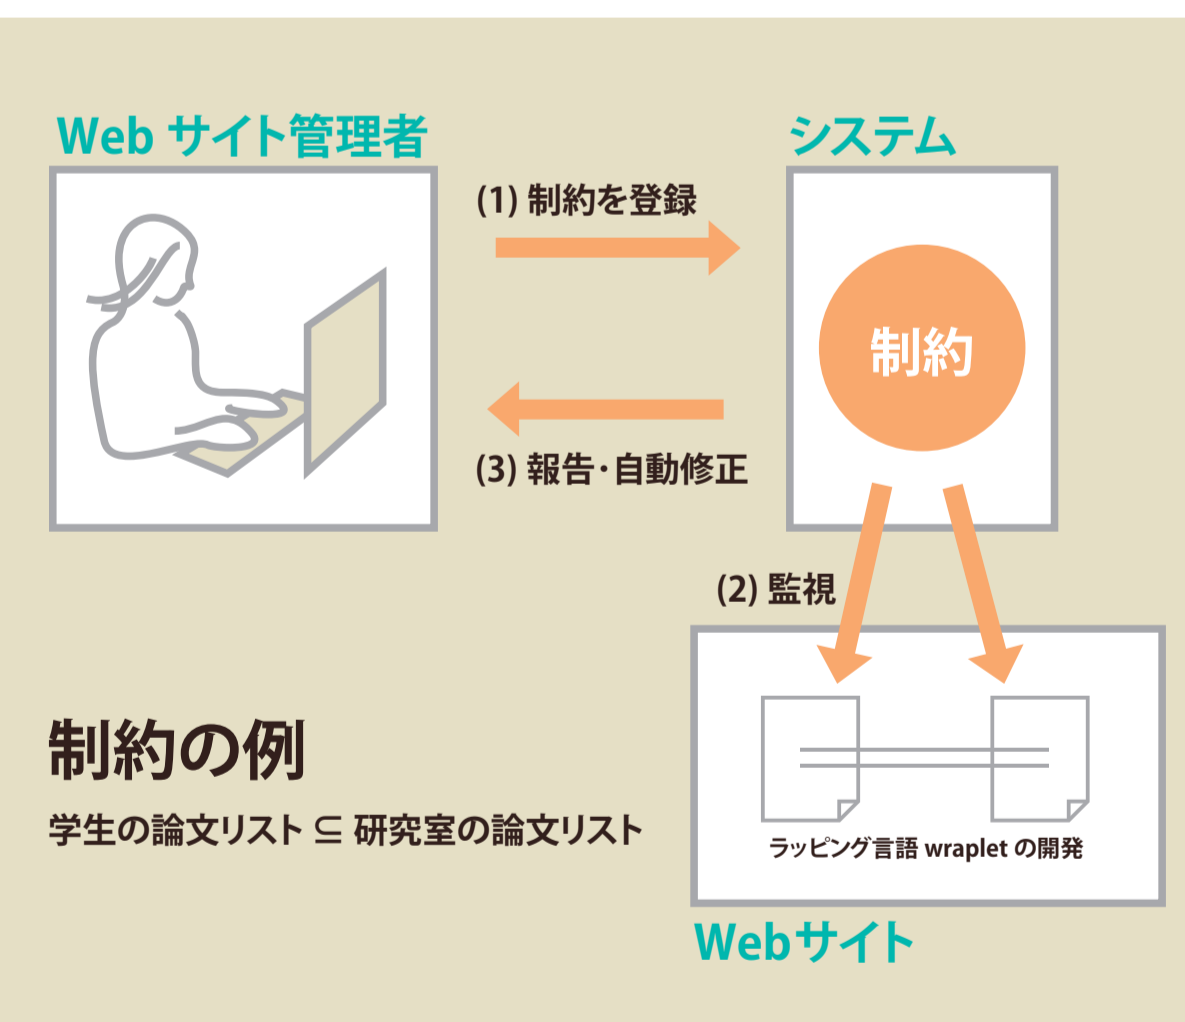 Web サイト管理者
システム
(1) 制約を登録
制約
(3) 報告・自動修正
(2) 監視
制約の例
学生の論文リスト ⊆ 研究室の論文リスト
ラッピング言語 wraplet の開発
Webサイト